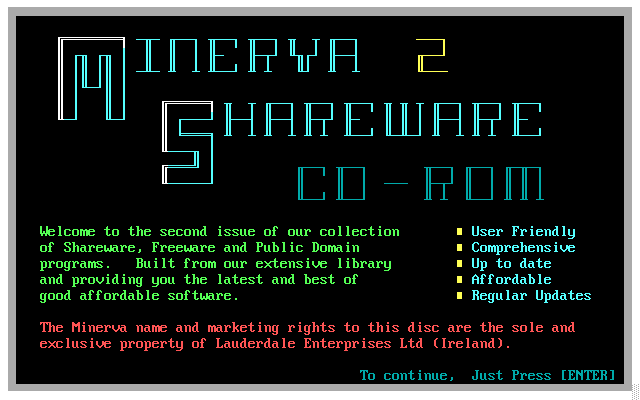 MINERVA 2
SHAREWARE
CD-ROM
Welcome to the second issue of our collection
of Shareware, Freeware and Public Domain
programs.   Built from our extensive library
and providing you the latest and best of
good affordable software.
■ User Friendly
■ Comprehensive
■ Up to date
■ Affordable
■ Regular Updates
The Minerva name and marketing rights to this disc are the sole and
exclusive property of Lauderdale Enterprises Ltd (Ireland).
To continue,  Just Press [ENTER]